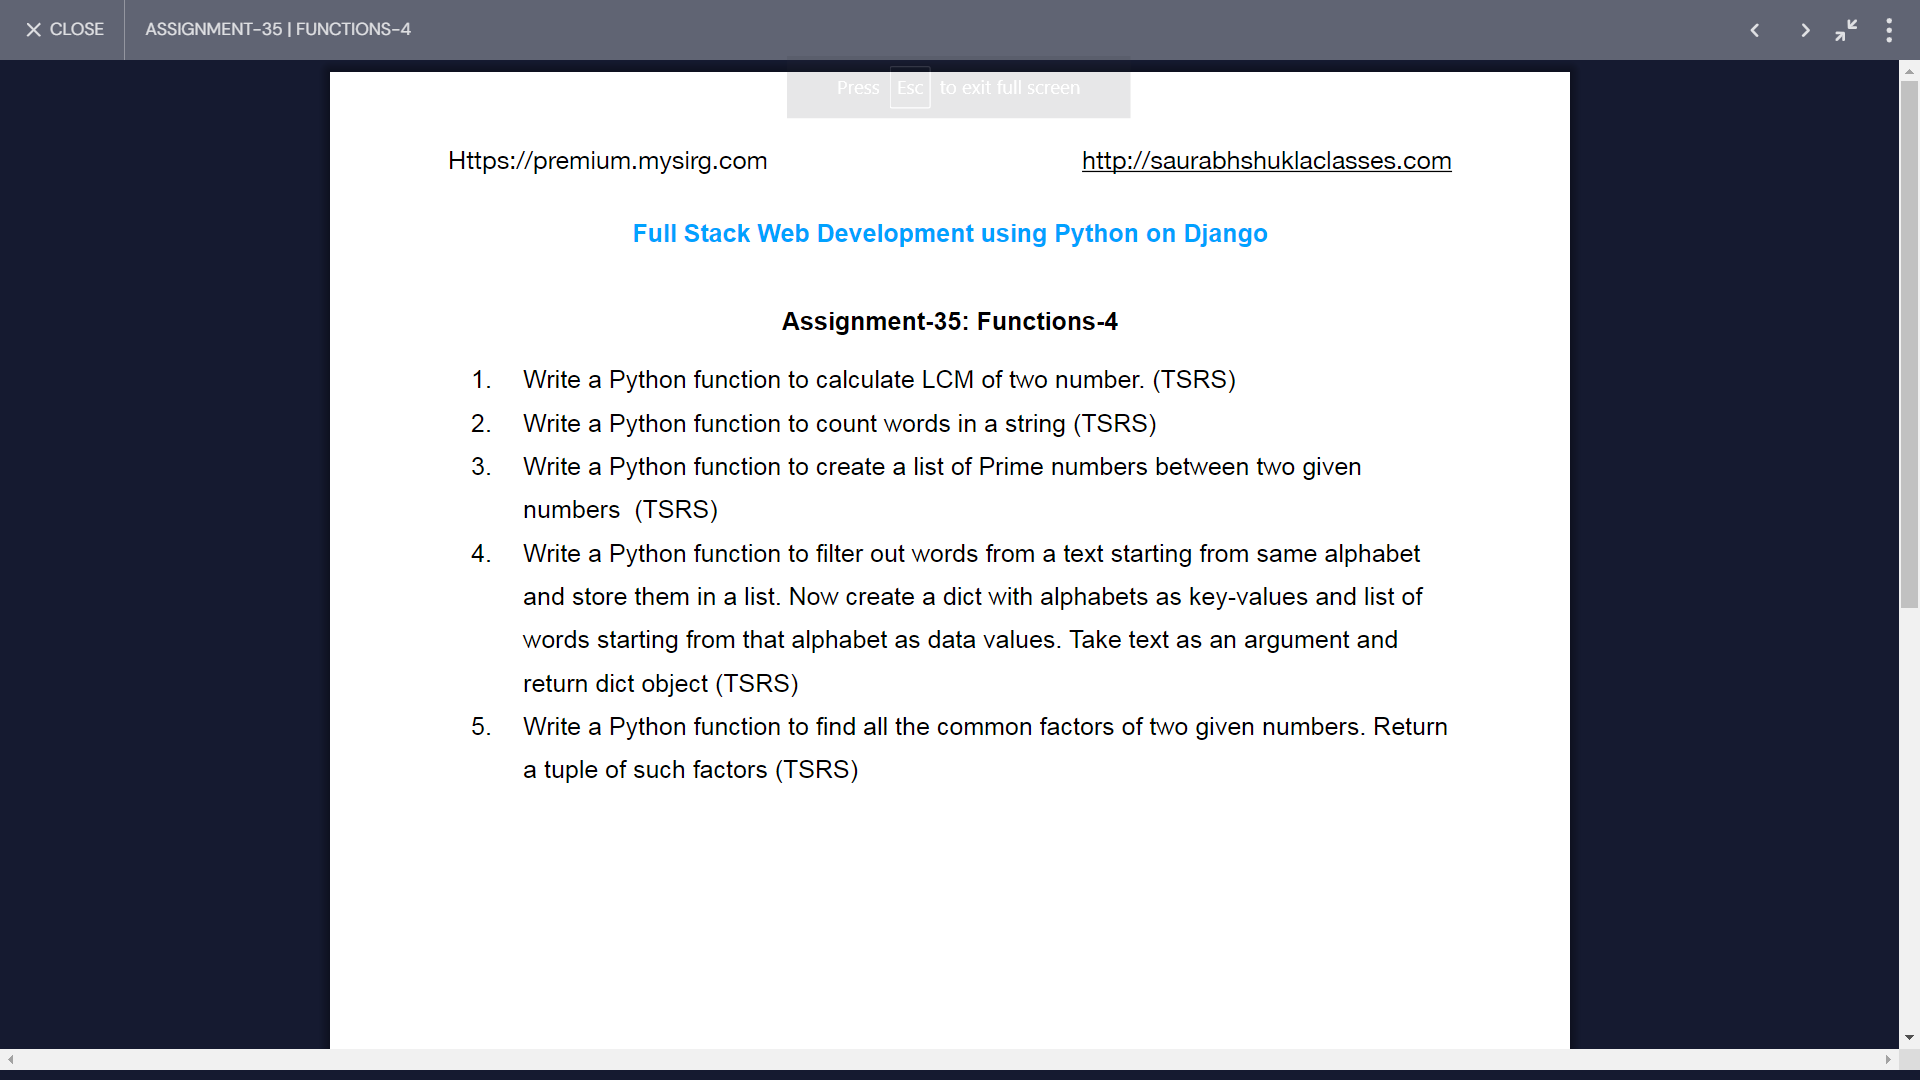 CLOSE
ASSIGNMENT-35 | FUNCTIONS-4
Press Esc to exit full screen
Https://premium.mysirg.com
http://saurabhshuklaclasses.com
Full Stack Web Development using Python on Django
Assignment-35: Functions-4
1. Write a Python function to calculate LCM of two number. (TSRS)
2. Write a Python function to count words in a string (TSRS)
3. Write a Python function to create a list of Prime numbers between two given
numbers (TSRS)
4. Write a Python function to filter out words from a text starting from same alphabet
and store them in a list. Now create a dict with alphabets as key-values and list of
words starting from that alphabet as data values. Take text as an argument and
return dict object (TSRS)
5. Write a Python function to find all the common factors of two given numbers. Return
a tuple of such factors (TSRS)